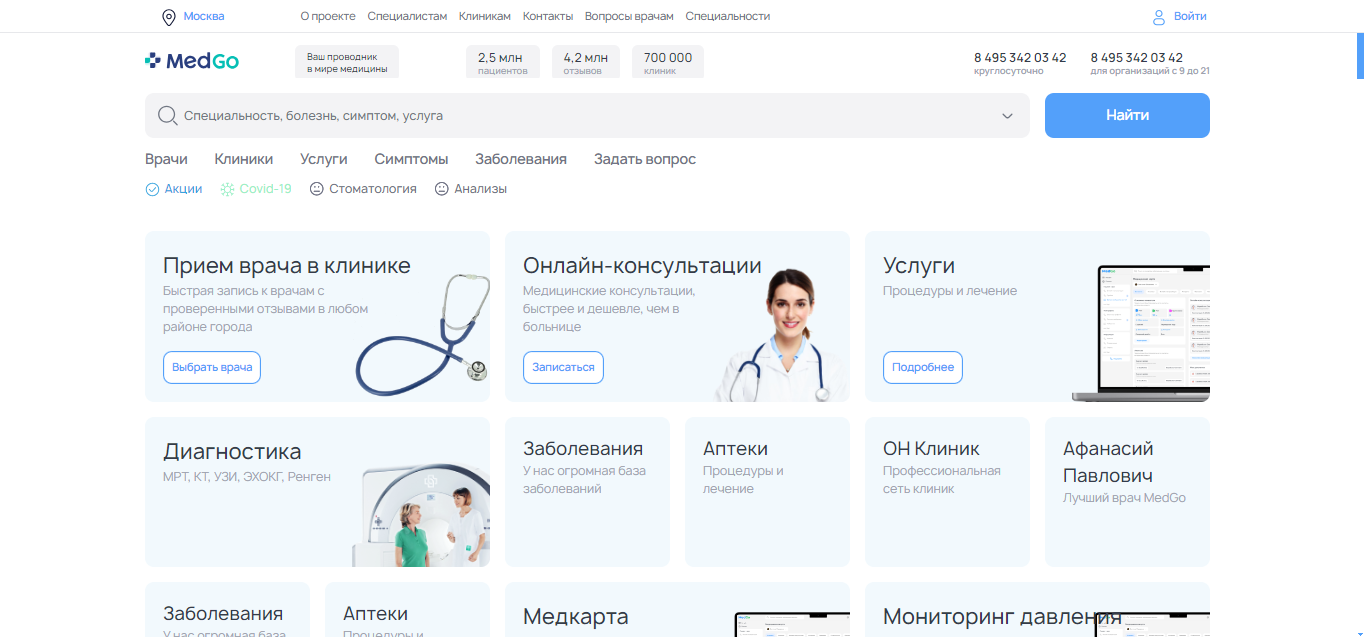 Москва
О проекте Специалистам Клиникам Контакты Вопросы врачам Специальности
Войти
MedGo
Ваш проводник
в мире медицины
2,5 млн
пациентов
4,2 млн
отзывов
700 000
клиник
8 495 342 03 42
круглосуточно
8 495 342 03 42
для организаций с 9 до 21
Специальность, болезнь, симптом, услуга
Найти
Врачи Клиники Услуги Симптомы Заболевания Задать вопрос
Акции Covid-19 Стоматология Анализы
Прием врача в клинике
Быстрая запись к врачам с
проверенными отзывами в любом
районе города
Выбрать врача
Онлайн-консультации
Медицинские консультации,
быстрее и дешевле, чем в
больнице
Записаться
Услуги
Процедуры и лечение
Подробнее
MedGo
Диагностика
МРТ, КТ, УЗИ, ЭХОКГ, Ренген
Заболевания
У нас огромная база
заболеваний
Аптеки
Процедуры и
лечение
ОН Клиник
Профессиональная
сеть клиник
Афанасий
Павлович
Лучший врач MedGo
Заболевания
У нас огромная база
Аптеки
Процедуры и
Медкарта
MedGo
Мониторинг давления
MedGo